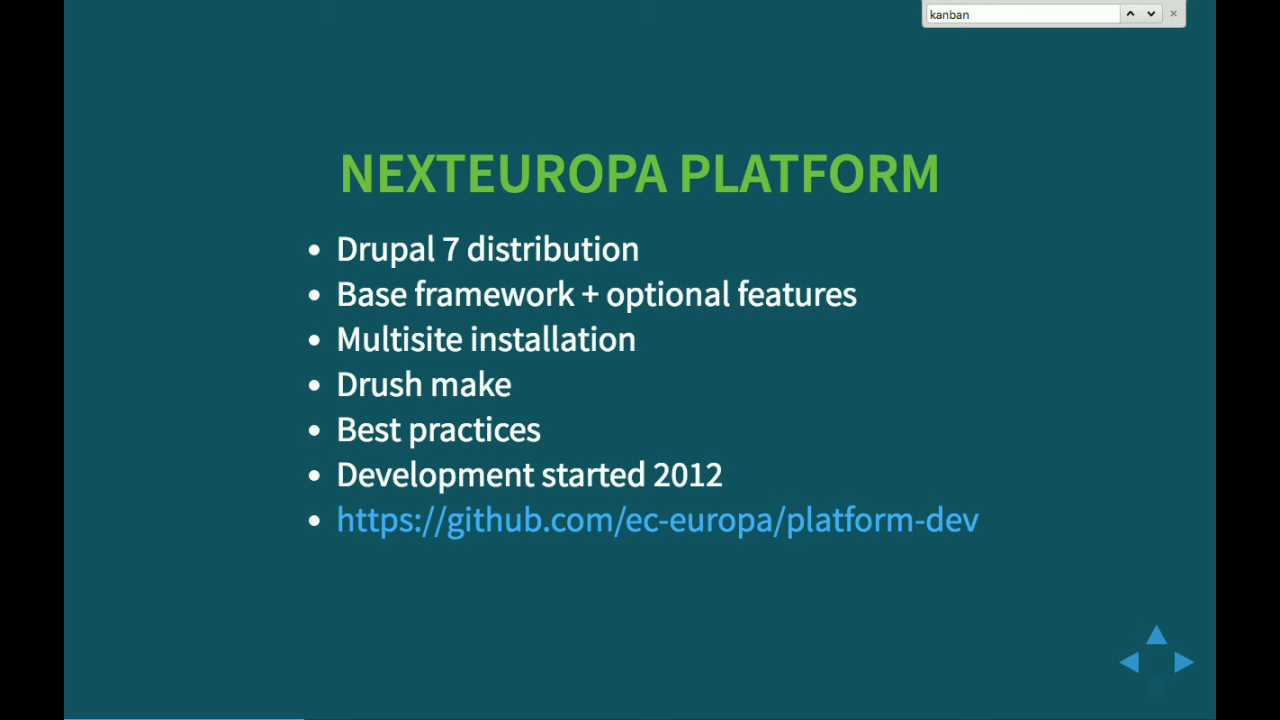 kanban
NEXTEUROPA PLATFORM
• Drupal 7 distribution
• Base framework + optional features
• Multisite installation
• Drush make
• Best practices
• Development started 2012
• https://github.com/ec-europa/platform-dev